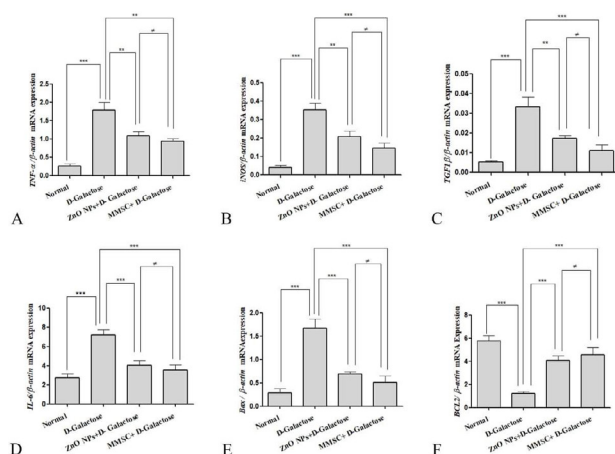 TNF-α /β-actin mRNA expression
2.5
2.0
1.5
1.0
0.5
0.0
***
**
**
≠
Normal
D-Galactose
ZnO NPs+D- Galactose
MMSC+ D-Galactose
A
iNOS/β-actin mRNA expression
0.5
0.4
0.3
0.2
0.1
0.0
***
**
***
≠
Normal
D-Galactose
ZnO NPs+D- Galactose
MMSC+ D-Galactose
B
TGF1β/β-actin mRNA expression
0.05
0.04
0.03
0.02
0.01
0.00
***
**
***
≠
Normal
D-Galactose
ZnO NPs+D- Galactose
MMSC+ D-Galactose
C
IL-6/β-actin mRNA expression
8
6
4
2
0
***
***
***
≠
Normal
D-Galactose
ZnO NPs+D- Galactose
MMSC+ D-Galactose
D
Bax / β-actin mRNAexpression
2.0
1.5
1.0
0.5
0.0
***
***
***
≠
Normal
D-Galactose
ZnO NPs+D-Galactose
MMSC+ D-Galactose
E
BCL2/ β-actin mRNA Expression
8
6
4
2
0
***
***
***
≠
Normal
D-Galactose
ZnO NPs+D-Galactose
MMSC+ D-Galactose
F